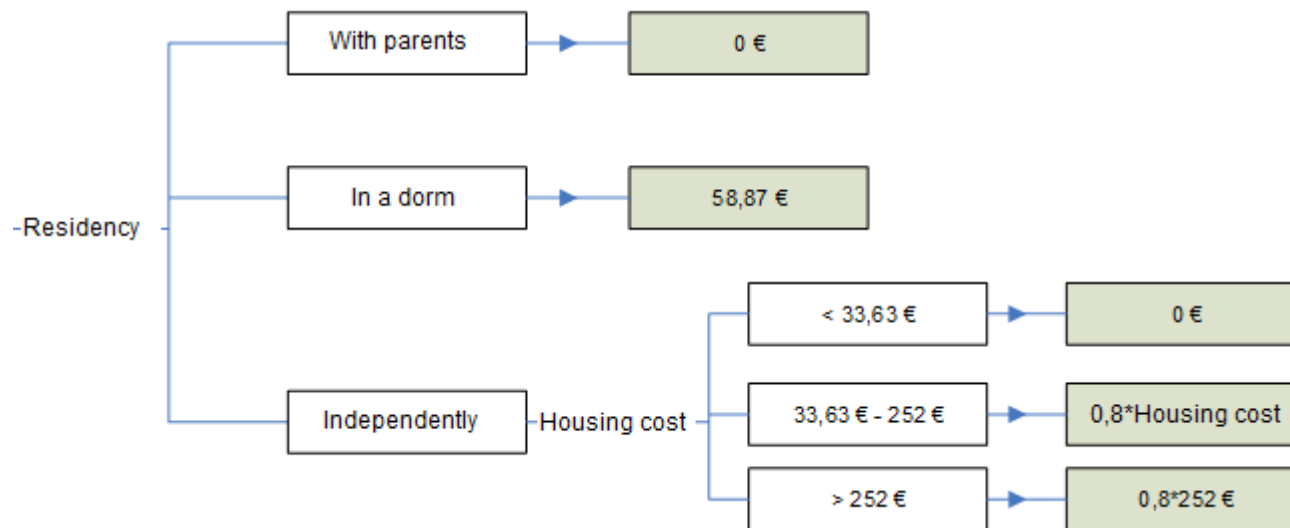 With parents
0 €
In a dorm
58,87 €
Residency
< 33,63 €
0 €
Independently
Housing cost
33,63 € - 252 €
0,8*Housing cost
> 252 €
0,8*252 €